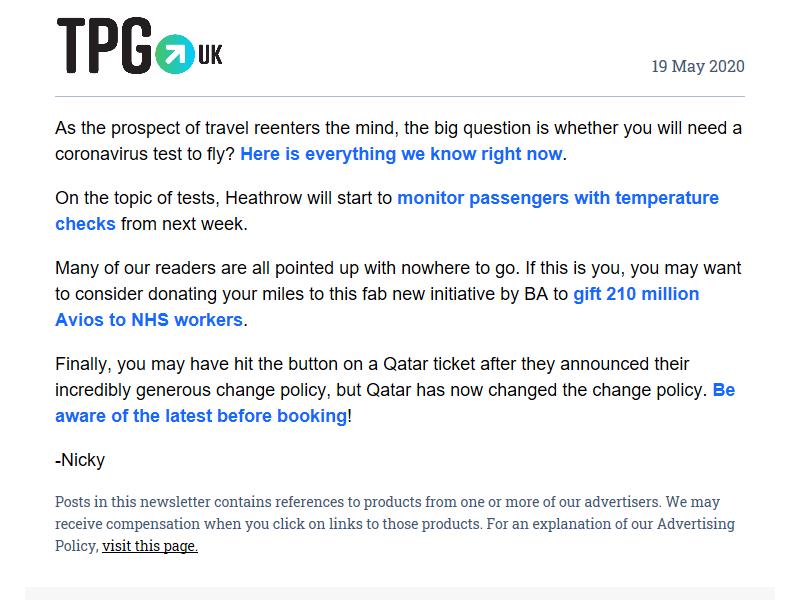 TPG UK
19 May 2020
As the prospect of travel reenters the mind, the big question is whether you will need a
coronavirus test to fly? Here is everything we know right now.
On the topic of tests, Heathrow will start to monitor passengers with temperature
checks from next week.
Many of our readers are all pointed up with nowhere to go. If this is you, you may want
to consider donating your miles to this fab new initiative by BA to gift 210 million
Avios to NHS workers.
Finally, you may have hit the button on a Qatar ticket after they announced their
incredibly generous change policy, but Qatar has now changed the change policy. Be
aware of the latest before booking!
-Nicky
Posts in this newsletter contains references to products from one or more of our advertisers. We may
receive compensation when you click on links to those products. For an explanation of our Advertising
Policy, visit this page.